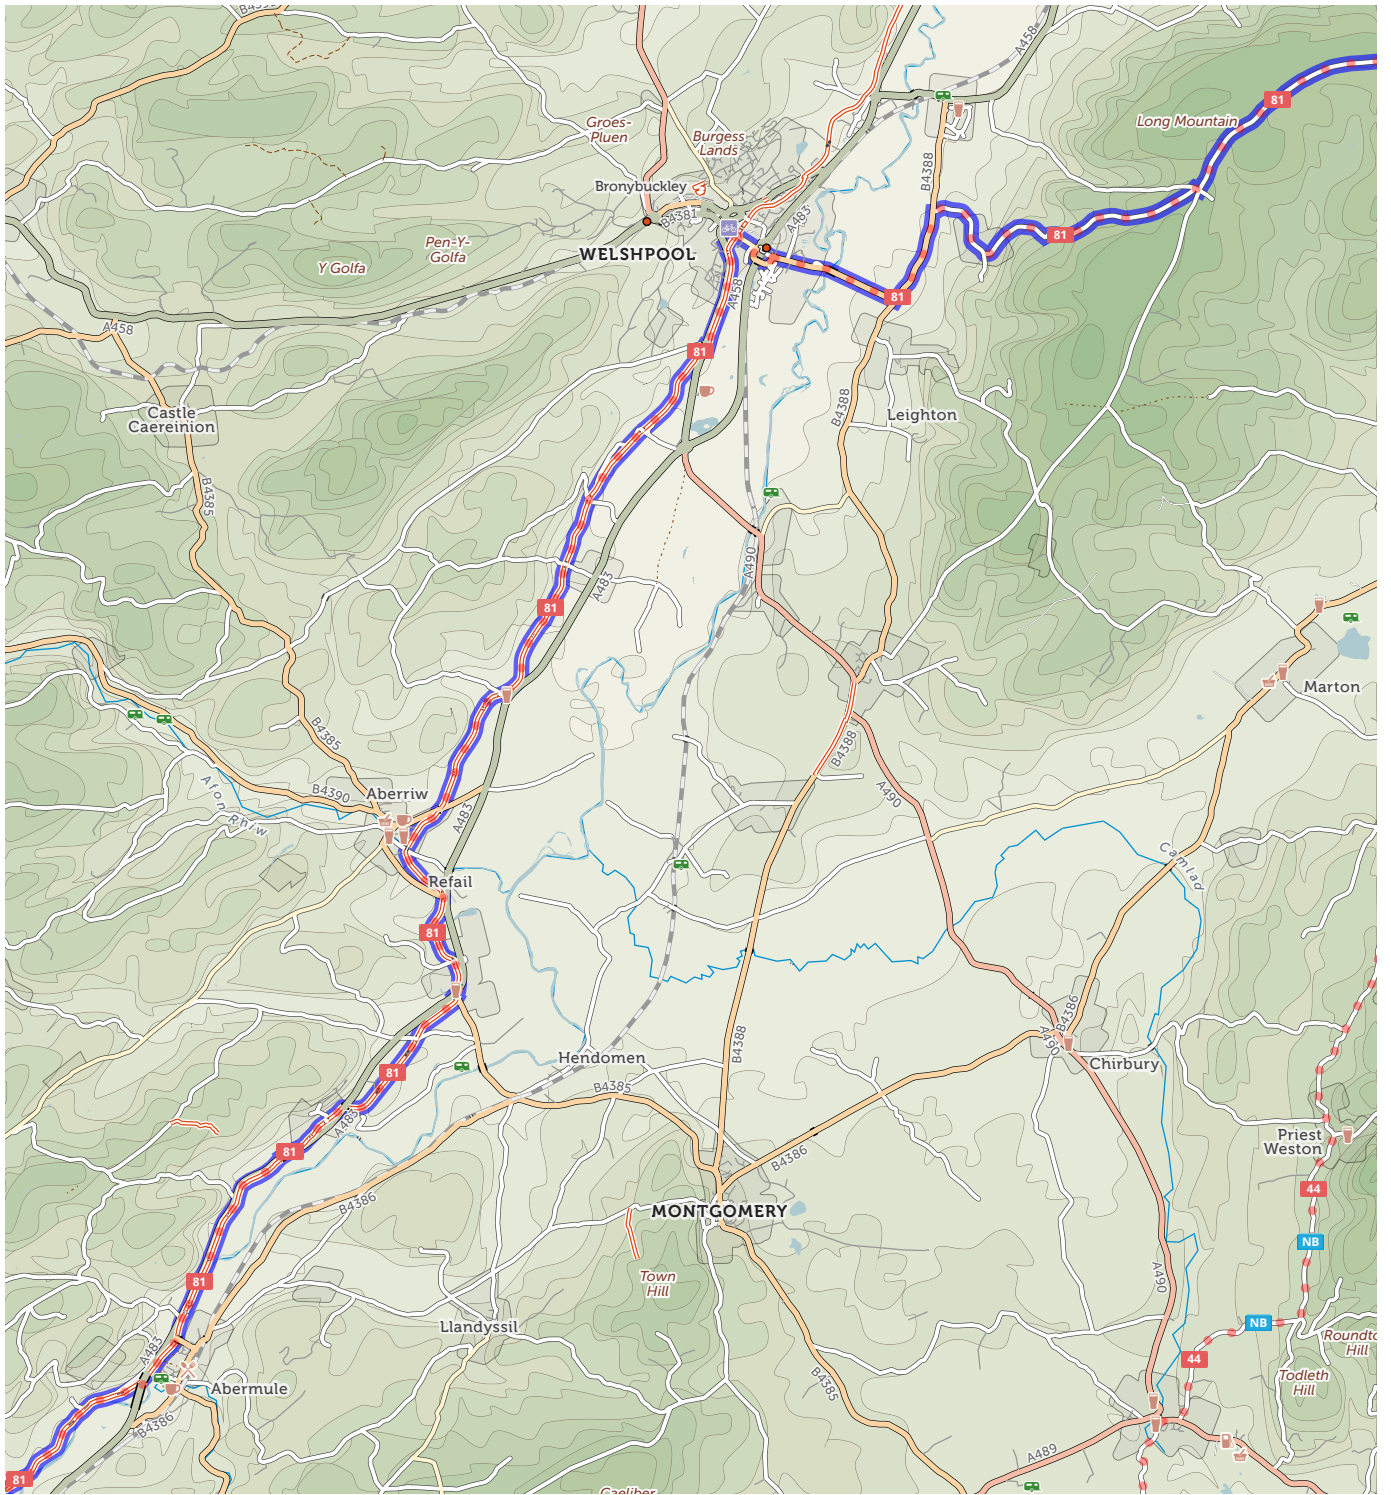 A458
81
Long Mountain
Groes-
Pluen
Burgess
Lands
B4388
Bronybuckley
B4381
A483
81
Pen-Y-
Golfa
Y Golfa
WELSHPOOL
A458
81
A458
81
B4388
Castle
Caereinion
Leighton
B4385
A490
A483
81
Marton
B4385
B4388
Afon Rhiw
B4390
Aberriw
A490
A483
Camlad
Refail
81
B4386
B4388
A490
Hendomen
Chirbury
81
B4385
A483
Priest
Weston
81
B4386
44
B4386
MONTGOMERY
NB
Town
Hill
A490
81
NB
Llandyssil
Roundto
Hill
A483
44
Todleth
Hill
Abermule
B4385
B4386
A489
81